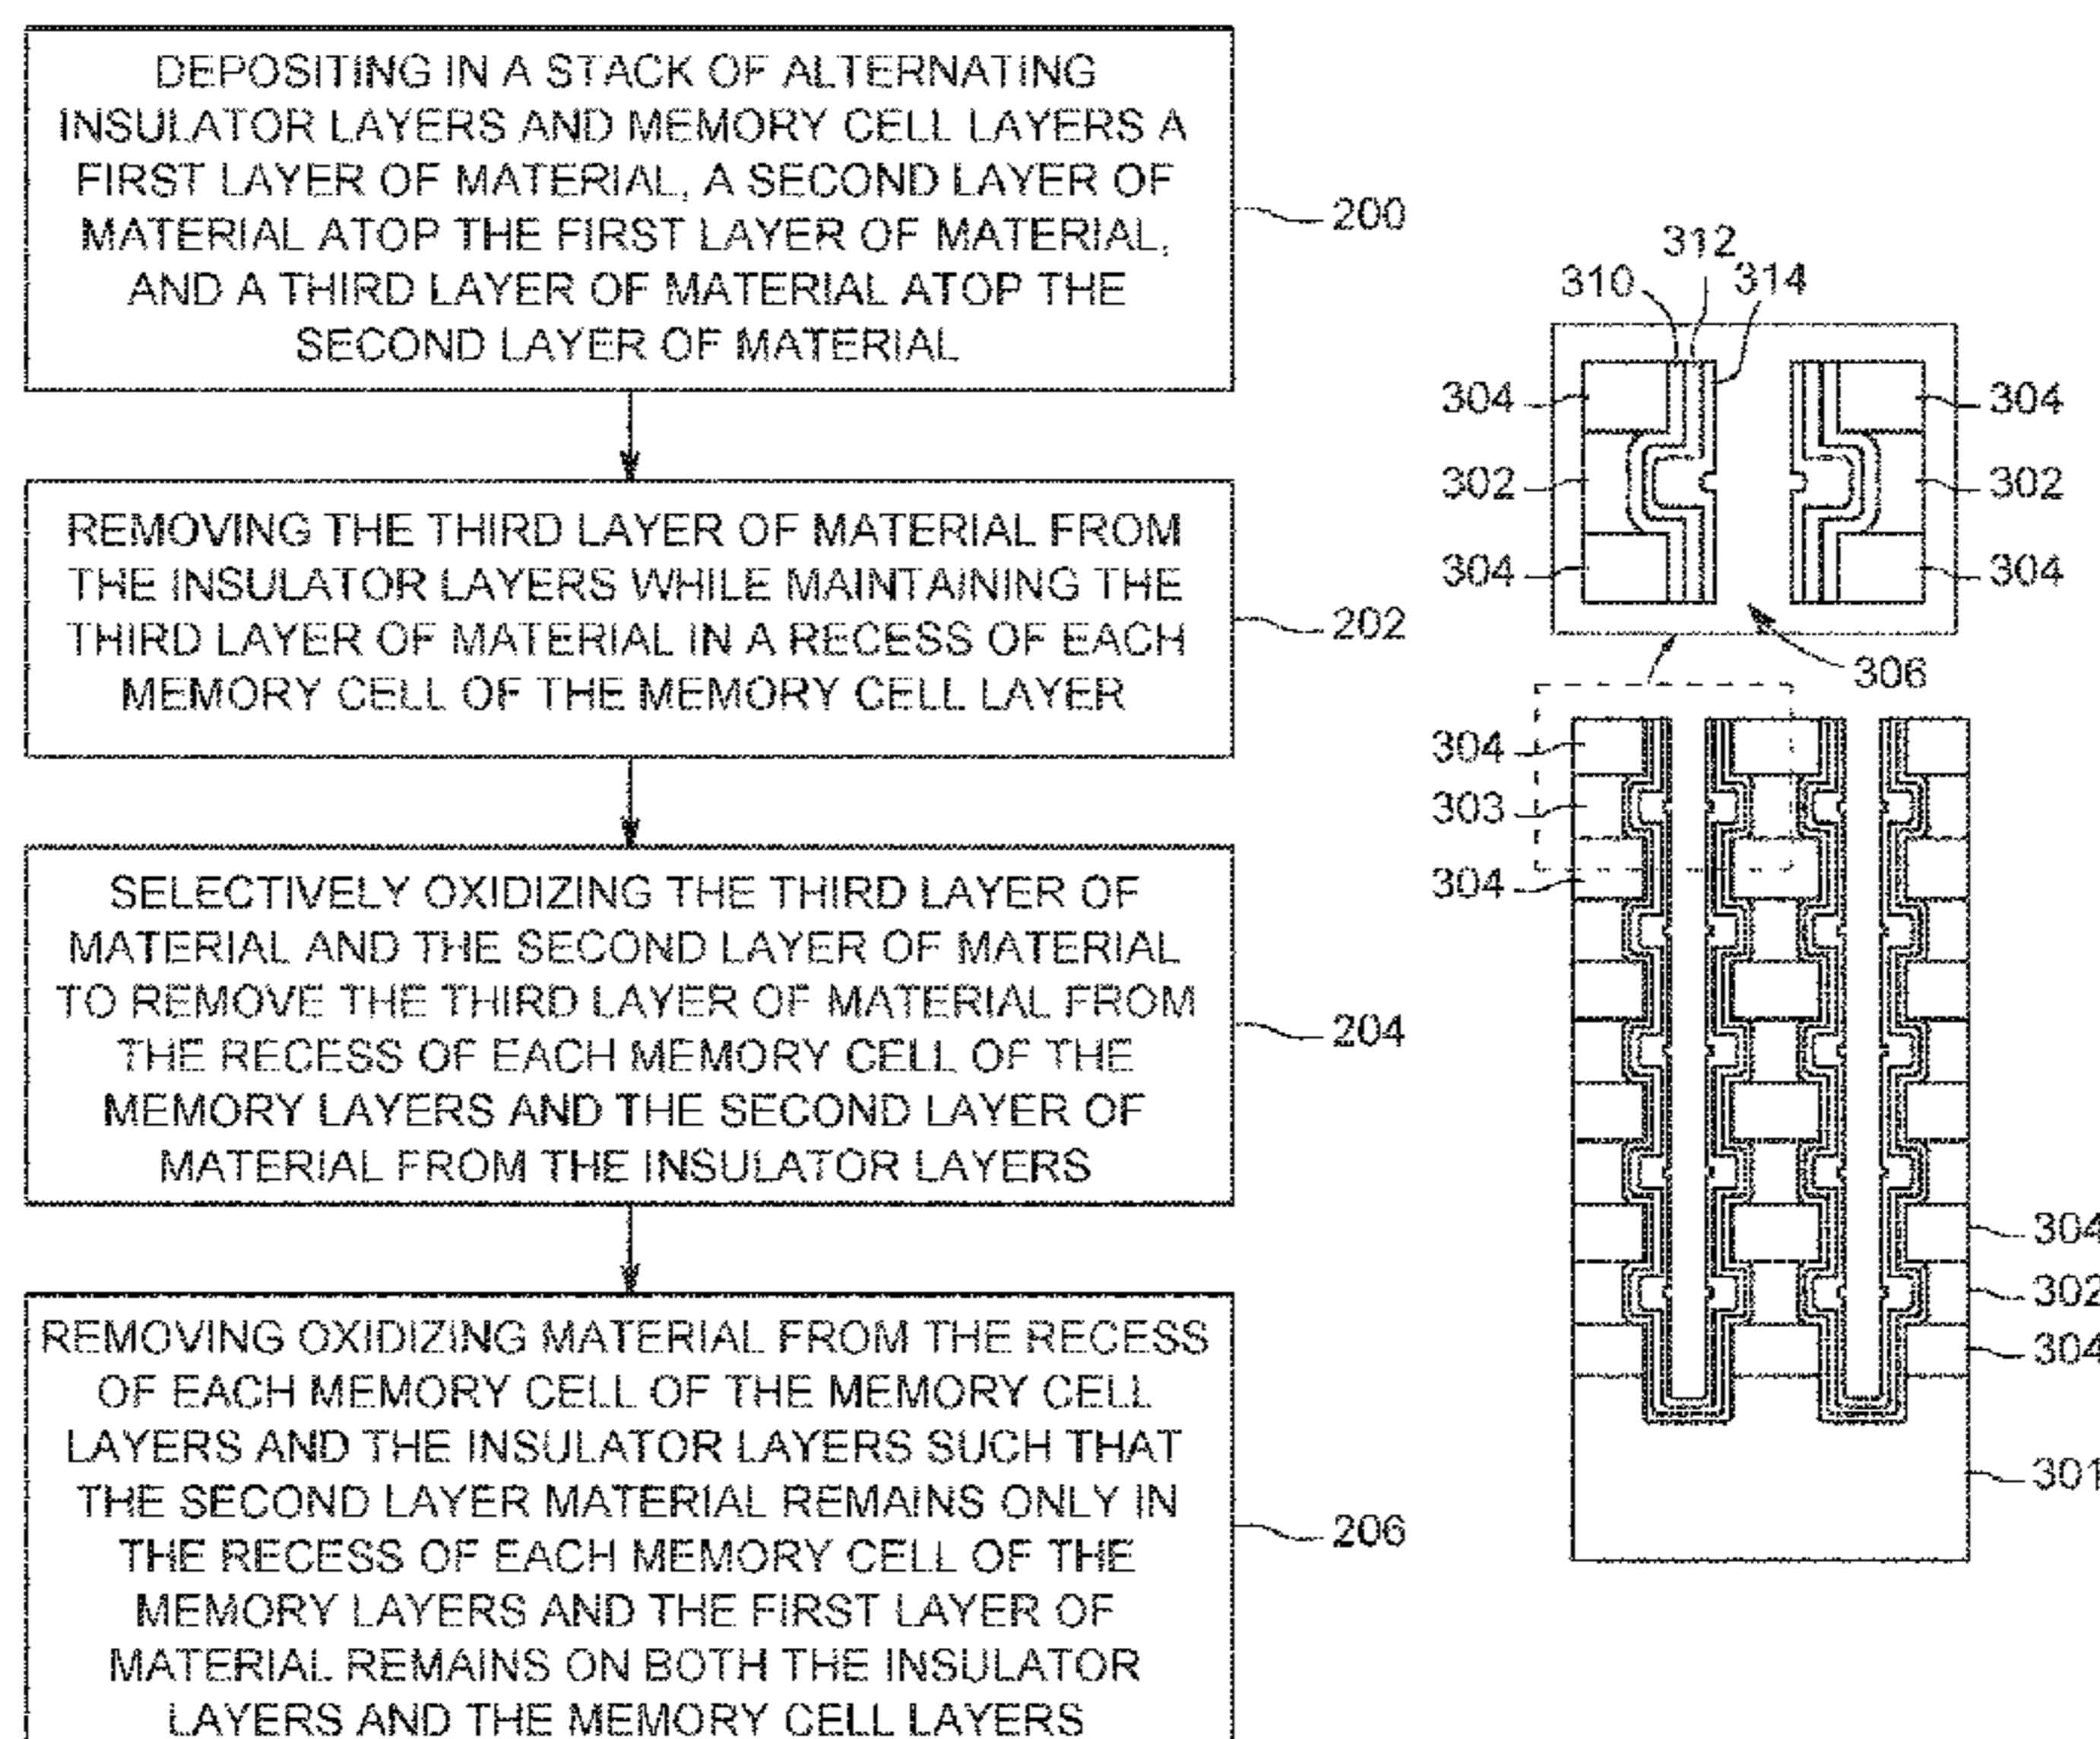 DEPOSITING IN A STACK OF ALTERNATING
INSULATOR LAYERS AND MEMORY CELL LAYERS A
FIRST LAYER OF MATERIAL, A SECOND LAYER OF
MATERIAL ATOP THE FIRST LAYER OF MATERIAL,
AND A THIRD LAYER OF MATERIAL ATOP THE
SECOND LAYER OF MATERIAL
200
REMOVING THE THIRD LAYER OF MATERIAL FROM
THE INSULATOR LAYERS WHILE MAINTAINING THE
THIRD LAYER OF MATERIAL IN A RECESS OF EACH
MEMORY CELL OF THE MEMORY CELL LAYER
202
SELECTIVELY OXIDIZING THE THIRD LAYER OF
MATERIAL AND THE SECOND LAYER OF MATERIAL
TO REMOVE THE THIRD LAYER OF MATERIAL FROM
THE RECESS OF EACH MEMORY CELL OF THE
MEMORY LAYERS AND THE SECOND LAYER OF
MATERIAL FROM THE INSULATOR LAYERS
204
REMOVING OXIDIZING MATERIAL FROM THE RECESS
OF EACH MEMORY CELL OF THE MEMORY CELL
LAYERS AND THE INSULATOR LAYERS SUCH THAT
THE SECOND LAYER MATERIAL REMAINS ONLY IN
THE RECESS OF EACH MEMORY CELL OF THE
MEMORY LAYERS AND THE FIRST LAYER OF
MATERIAL REMAINS ON BOTH THE INSULATOR
LAYERS AND THE MEMORY CELL LAYERS
206
312
310
314
304
304
302
302
304
304
306
304
303
304
304
302
304
301